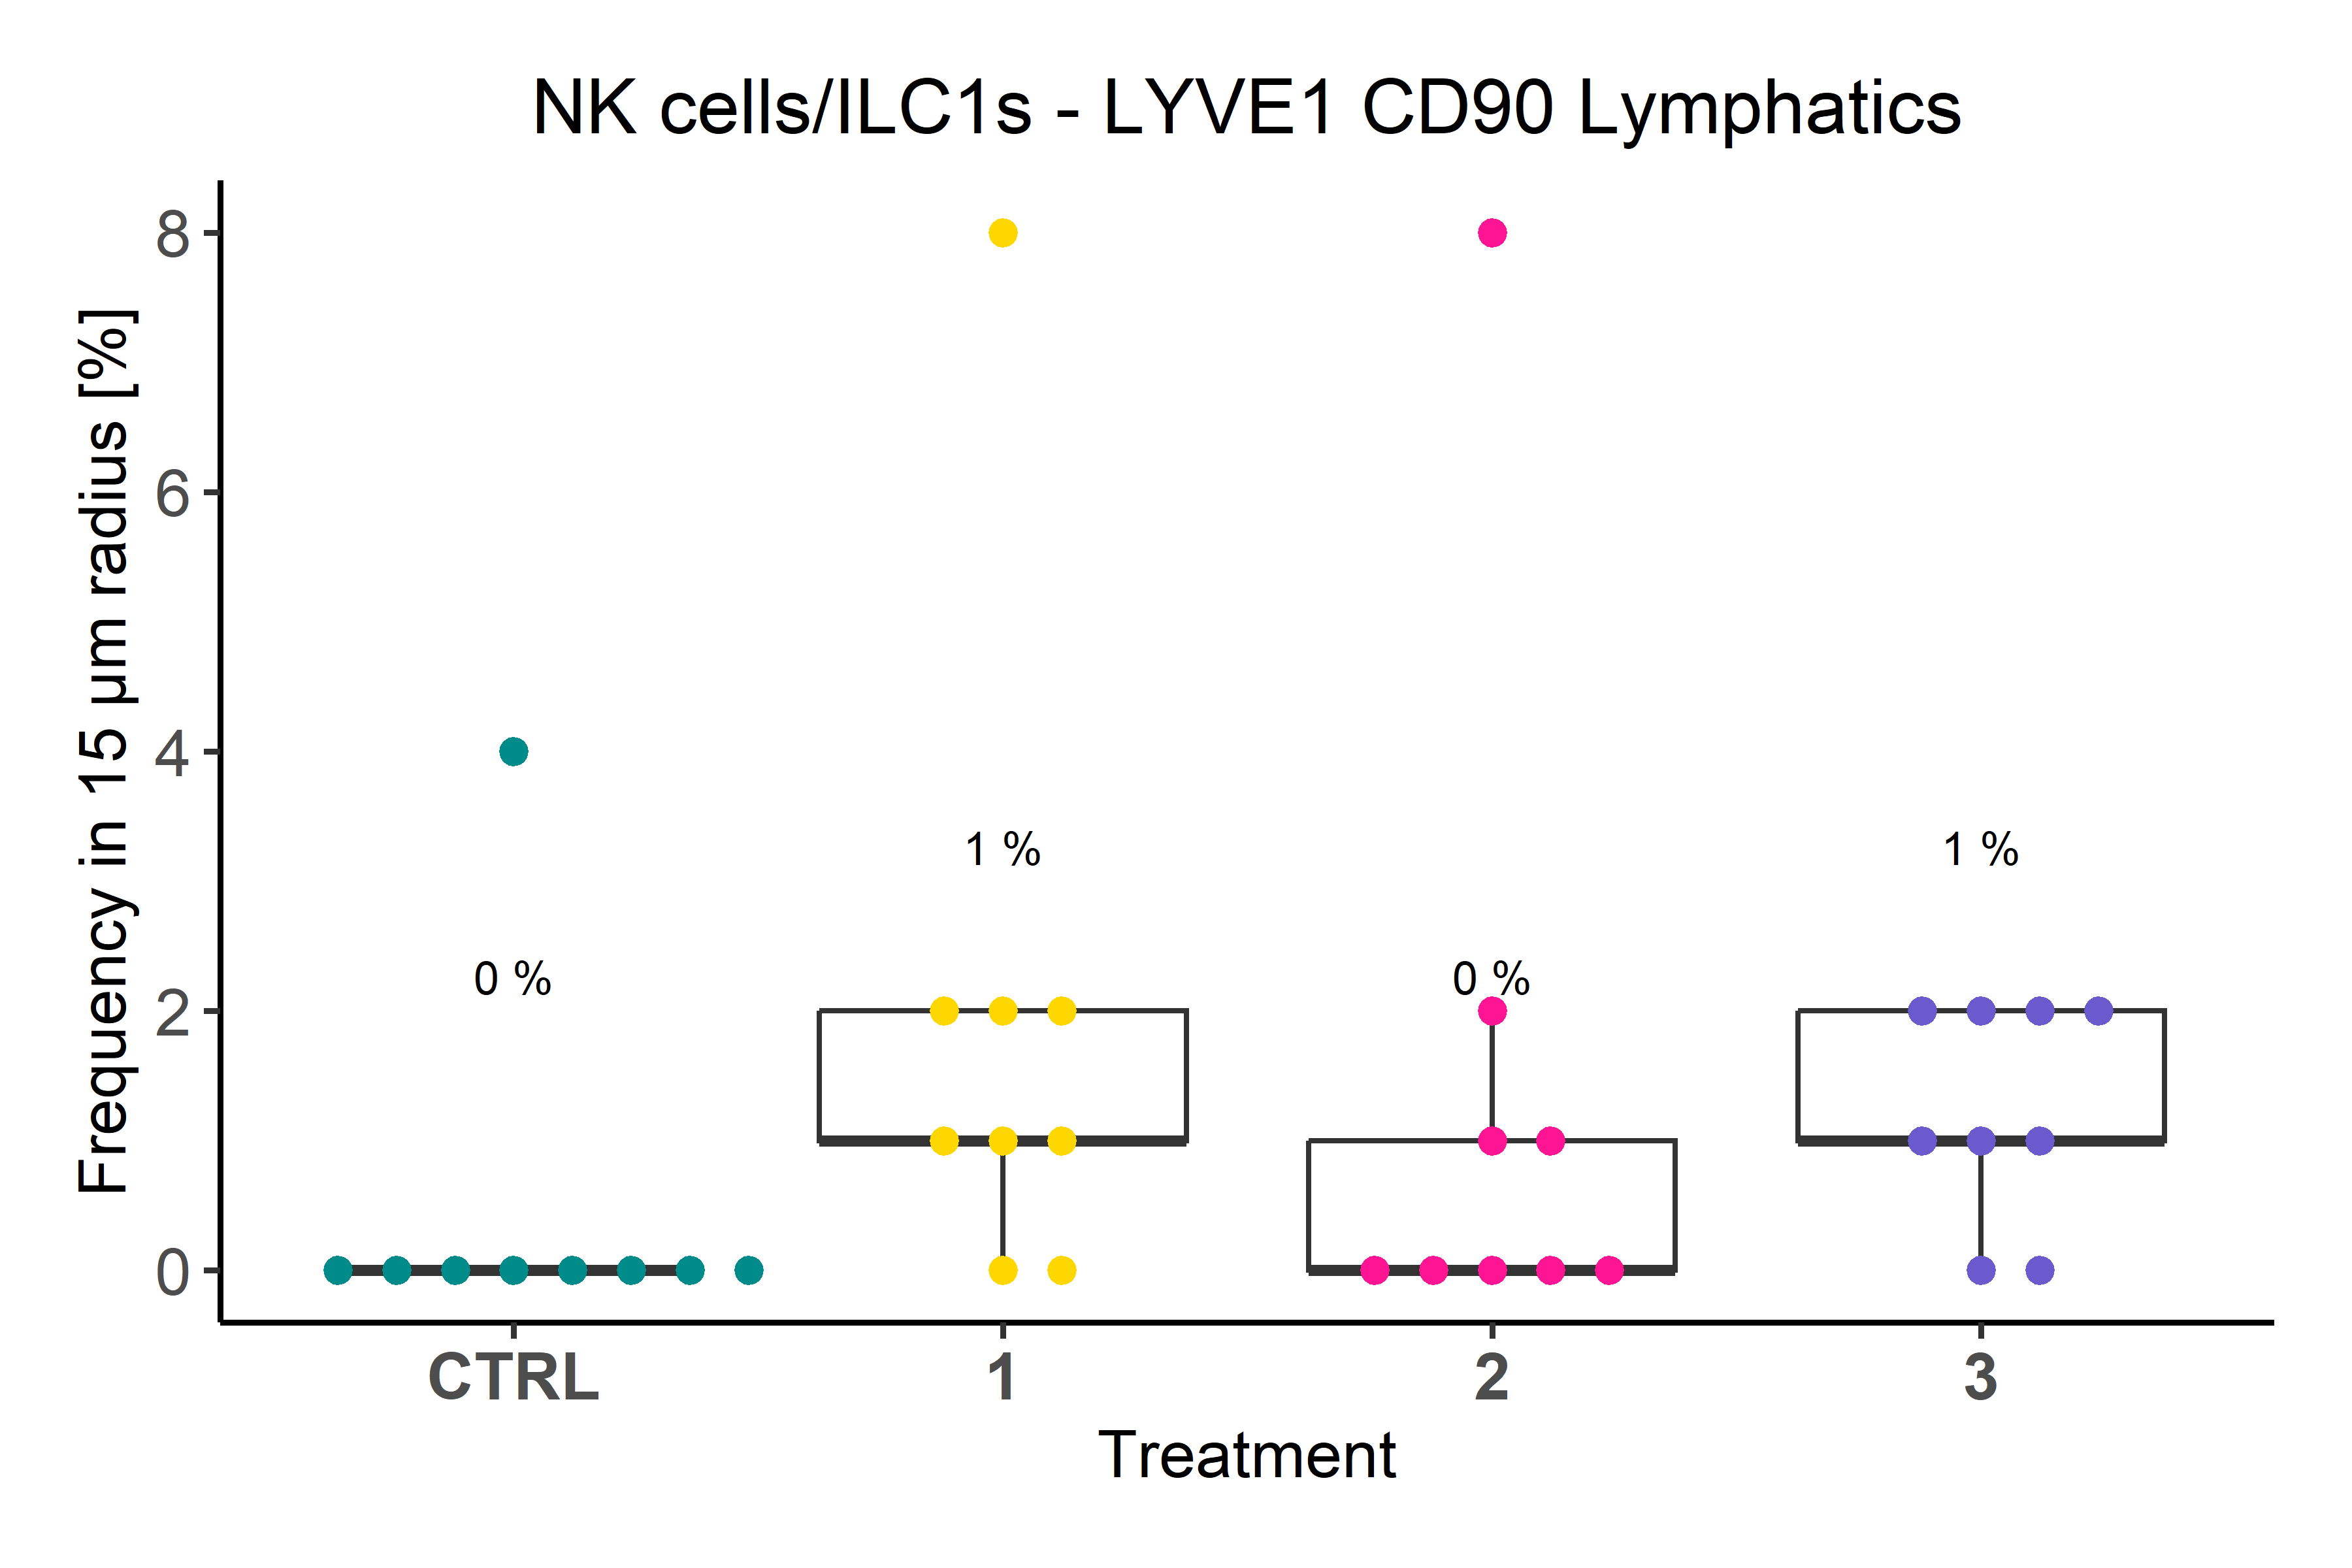 NK cells/ILC1s - LYVE1 CD90 Lymphatics
Frequency in 15 µm radius [%]
8
6
4
2
0
1 %
1 %
0 %
0 %
CTRL 1 2 3
Treatment